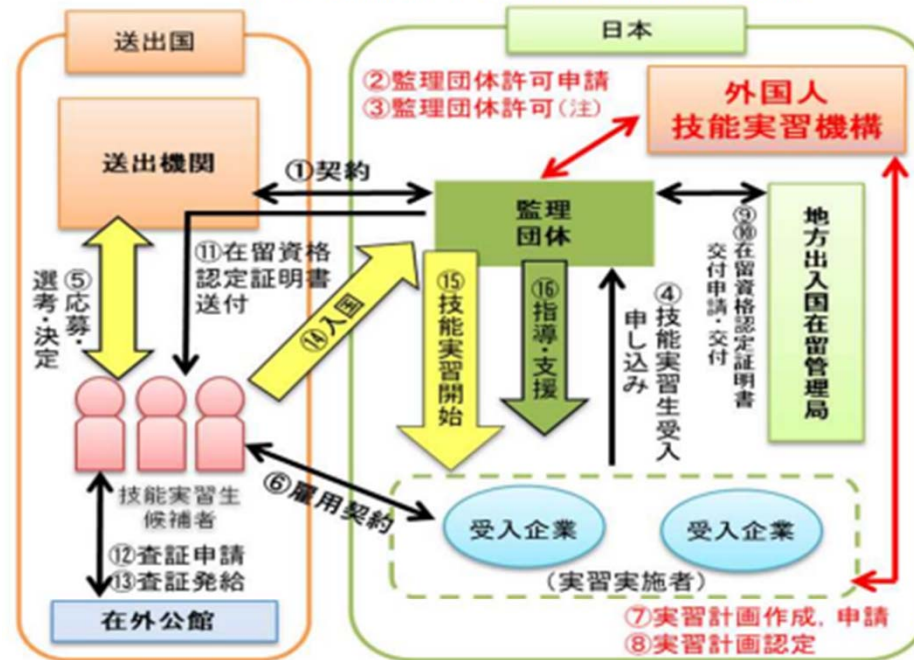 送出国
日本
②監理団体許可申請
③監理団体許可(注)
外国人
技能実習機構
送出機関
①契約
監理
団体
⑨
⑩在留資格認定証明書
交付申請・交付
地方出入国在留管理局
⑪在留資格
認定証明書
送付
⑤応募・
選考・決定
⑭入国
⑮技能実習開始
⑯指導・支援
④技能実習生受入
申し込み
技能実習生
候補者
⑥雇用契約
受入企業
受入企業
(実習実施者)
⑫査証申請
⑬査証発給
在外公館
⑦実習計画作成，申請
⑧実習計画認定